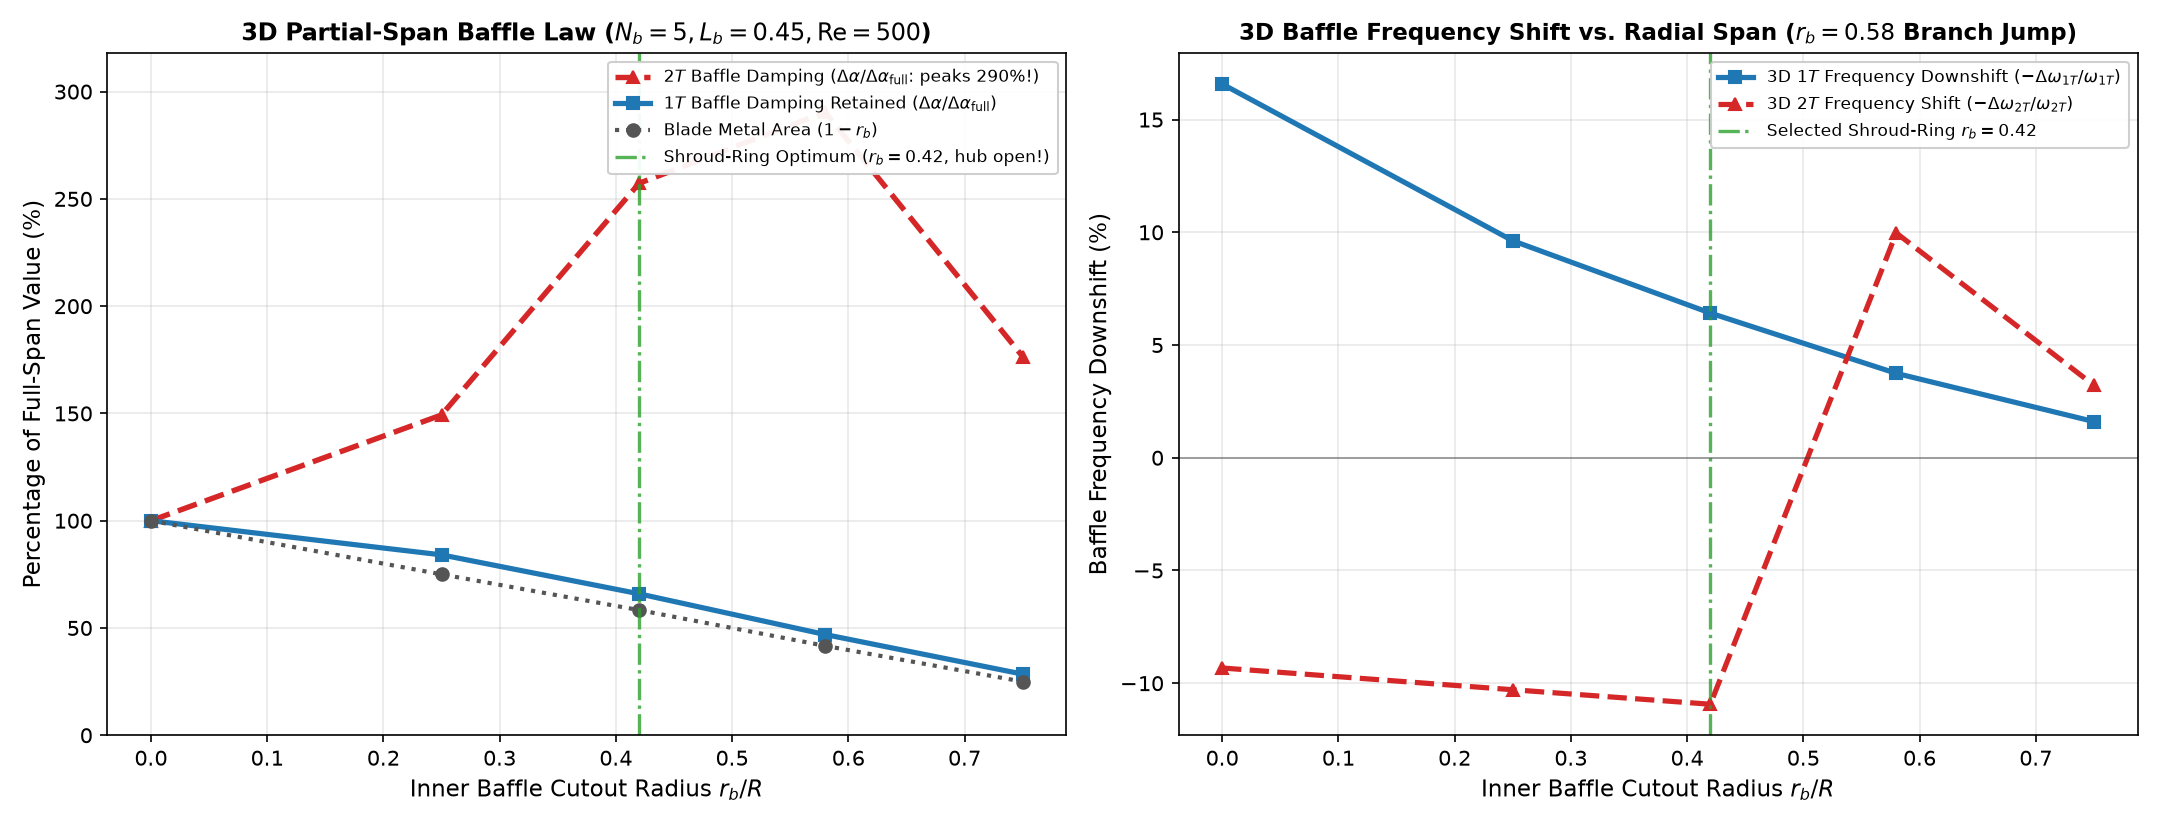 3D Partial-Span Baffle Law (N_b = 5, L_b = 0.45, Re = 500)
2T Baffle Damping (Δα/Δα_full: peaks 290%!)
1T Baffle Damping Retained (Δα/Δα_full)
Blade Metal Area (1 − r_b)
Shroud-Ring Optimum (r_b = 0.42, hub open!)
Percentage of Full-Span Value (%)
300
250
200
150
100
50
0
0.0 0.1 0.2 0.3 0.4 0.5 0.6 0.7
Inner Baffle Cutout Radius r_b/R
3D Baffle Frequency Shift vs. Radial Span (r_b = 0.58 Branch Jump)
3D 1T Frequency Downshift (−Δω_1T/ω_1T)
3D 2T Frequency Shift (−Δω_2T/ω_2T)
Selected Shroud-Ring r_b = 0.42
Baffle Frequency Downshift (%)
15
10
5
0
−5
−10
0.0 0.1 0.2 0.3 0.4 0.5 0.6 0.7
Inner Baffle Cutout Radius r_b/R